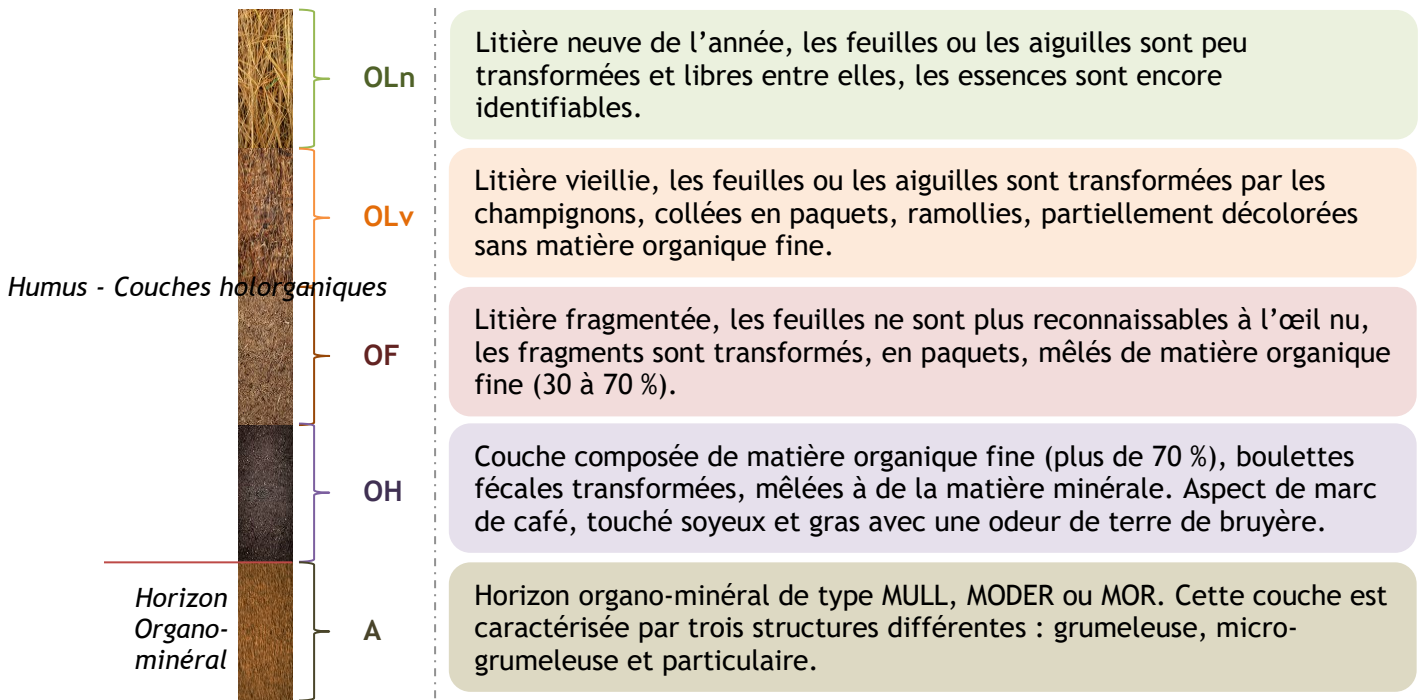 OLn
Litière neuve de l’année, les feuilles ou les aiguilles sont peu
transformées et libres entre elles, les essences sont encore
identifiables.
OLv
Litière vieillie, les feuilles ou les aiguilles sont transformées par les
champignons, collées en paquets, ramollies, partiellement décolorées
sans matière organique fine.
Humus - Couches holorganiques
OF
Litière fragmentée, les feuilles ne sont plus reconnaissables à l’œil nu,
les fragments sont transformés, en paquets, mêlés de matière organique
fine (30 à 70 %).
OH
Couche composée de matière organique fine (plus de 70 %), boulettes
fécales transformées, mêlées à de la matière minérale. Aspect de marc
de café, touché soyeux et gras avec une odeur de terre de bruyère.
Horizon
Organo-
minéral
A
Horizon organo-minéral de type MULL, MODER ou MOR. Cette couche est
caractérisée par trois structures différentes : grumeleuse, micro-
grumeleuse et particulaire.